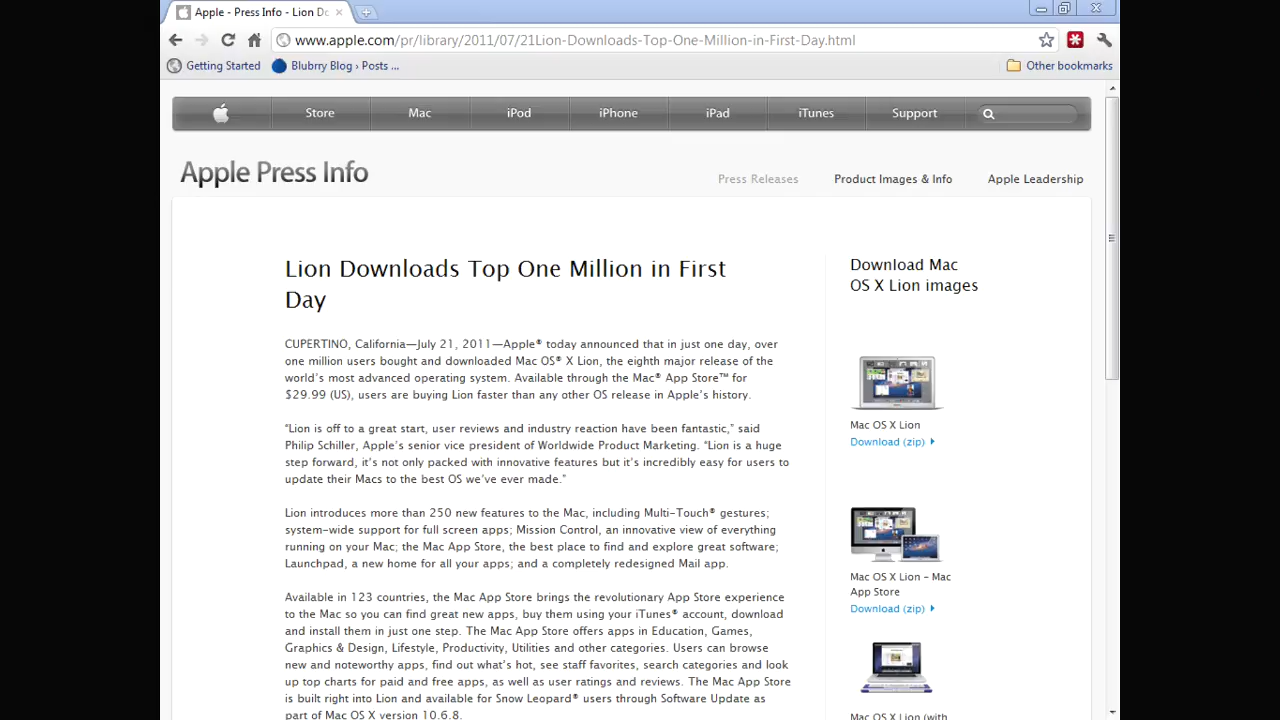 Apple - Press Info - Lion Do
www.apple.com/pr/library/2011/07/21Lion-Downloads-Top-One-Million-in-First-Day.html
Getting Started
Blubrry Blog › Posts ...
Other bookmarks
Store
Mac
iPod
iPhone
iPad
iTunes
Support
Apple Press Info
Press Releases
Product Images & Info
Apple Leadership
Lion Downloads Top One Million in First
Day
CUPERTINO, California—July 21, 2011—Apple® today announced that in just one day, over
one million users bought and downloaded Mac OS® X Lion, the eighth major release of the
world's most advanced operating system. Available through the Mac® App Store™ for
$29.99 (US), users are buying Lion faster than any other OS release in Apple's history.
“Lion is off to a great start, user reviews and industry reaction have been fantastic,” said
Philip Schiller, Apple's senior vice president of Worldwide Product Marketing. “Lion is a huge
step forward, it's not only packed with innovative features but it's incredibly easy for users to
update their Macs to the best OS we've ever made.”
Lion introduces more than 250 new features to the Mac, including Multi-Touch® gestures;
system-wide support for full screen apps; Mission Control, an innovative view of everything
running on your Mac; the Mac App Store, the best place to find and explore great software;
Launchpad, a new home for all your apps; and a completely redesigned Mail app.
Available in 123 countries, the Mac App Store brings the revolutionary App Store experience
to the Mac so you can find great new apps, buy them using your iTunes® account, download
and install them in just one step. The Mac App Store offers apps in Education, Games,
Graphics & Design, Lifestyle, Productivity, Utilities and other categories. Users can browse
new and noteworthy apps, find out what's hot, see staff favorites, search categories and look
up top charts for paid and free apps, as well as user ratings and reviews. The Mac App Store
is built right into Lion and available for Snow Leopard® users through Software Update as
part of Mac OS X version 10.6.8.
Download Mac
OS X Lion images
Mac OS X Lion
Download (zip)
Mac OS X Lion - Mac
App Store
Download (zip)
Mac OS X Lion (with